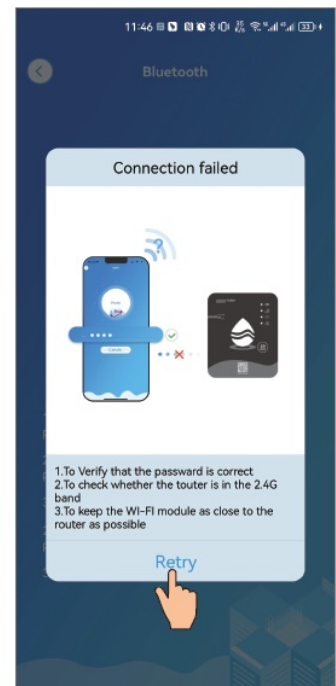 11:46
33
Bluetooth
Connection failed
1.To Verify that the passward is correct
2.To check whether the touter is in the 2.4G
band
3.To keep the WI-FI module as close to the
router as possible
Retry